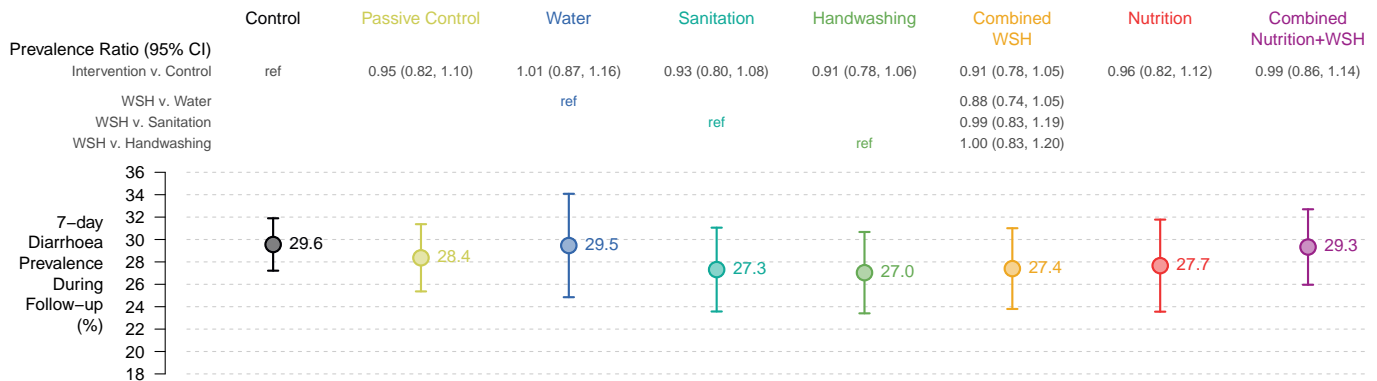 Control Passive Control Water Sanitation Handwashing Combined WSH Nutrition Combined Nutrition+WSH
Prevalence Ratio (95% CI)
Intervention v. Control ref 0.95 (0.82, 1.10) 1.01 (0.87, 1.16) 0.93 (0.80, 1.08) 0.91 (0.78, 1.06) 0.91 (0.78, 1.05) 0.96 (0.82, 1.12) 0.99 (0.86, 1.14)
WSH v. Water ref 0.88 (0.74, 1.05)
WSH v. Sanitation ref 0.99 (0.83, 1.19)
WSH v. Handwashing ref 1.00 (0.83, 1.20)
7−day
Diarrhoea
Prevalence
During
Follow−up
(%)
36
34
32
30
28
26
24
22
20
18
29.6
28.4
29.5
27.3
27.0
27.4
27.7
29.3